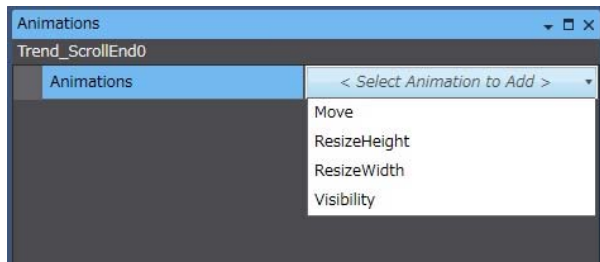 Animations
Trend_ScrollEnd0
Animations < Select Animation to Add >
Move
ResizeHeight
ResizeWidth
Visibility